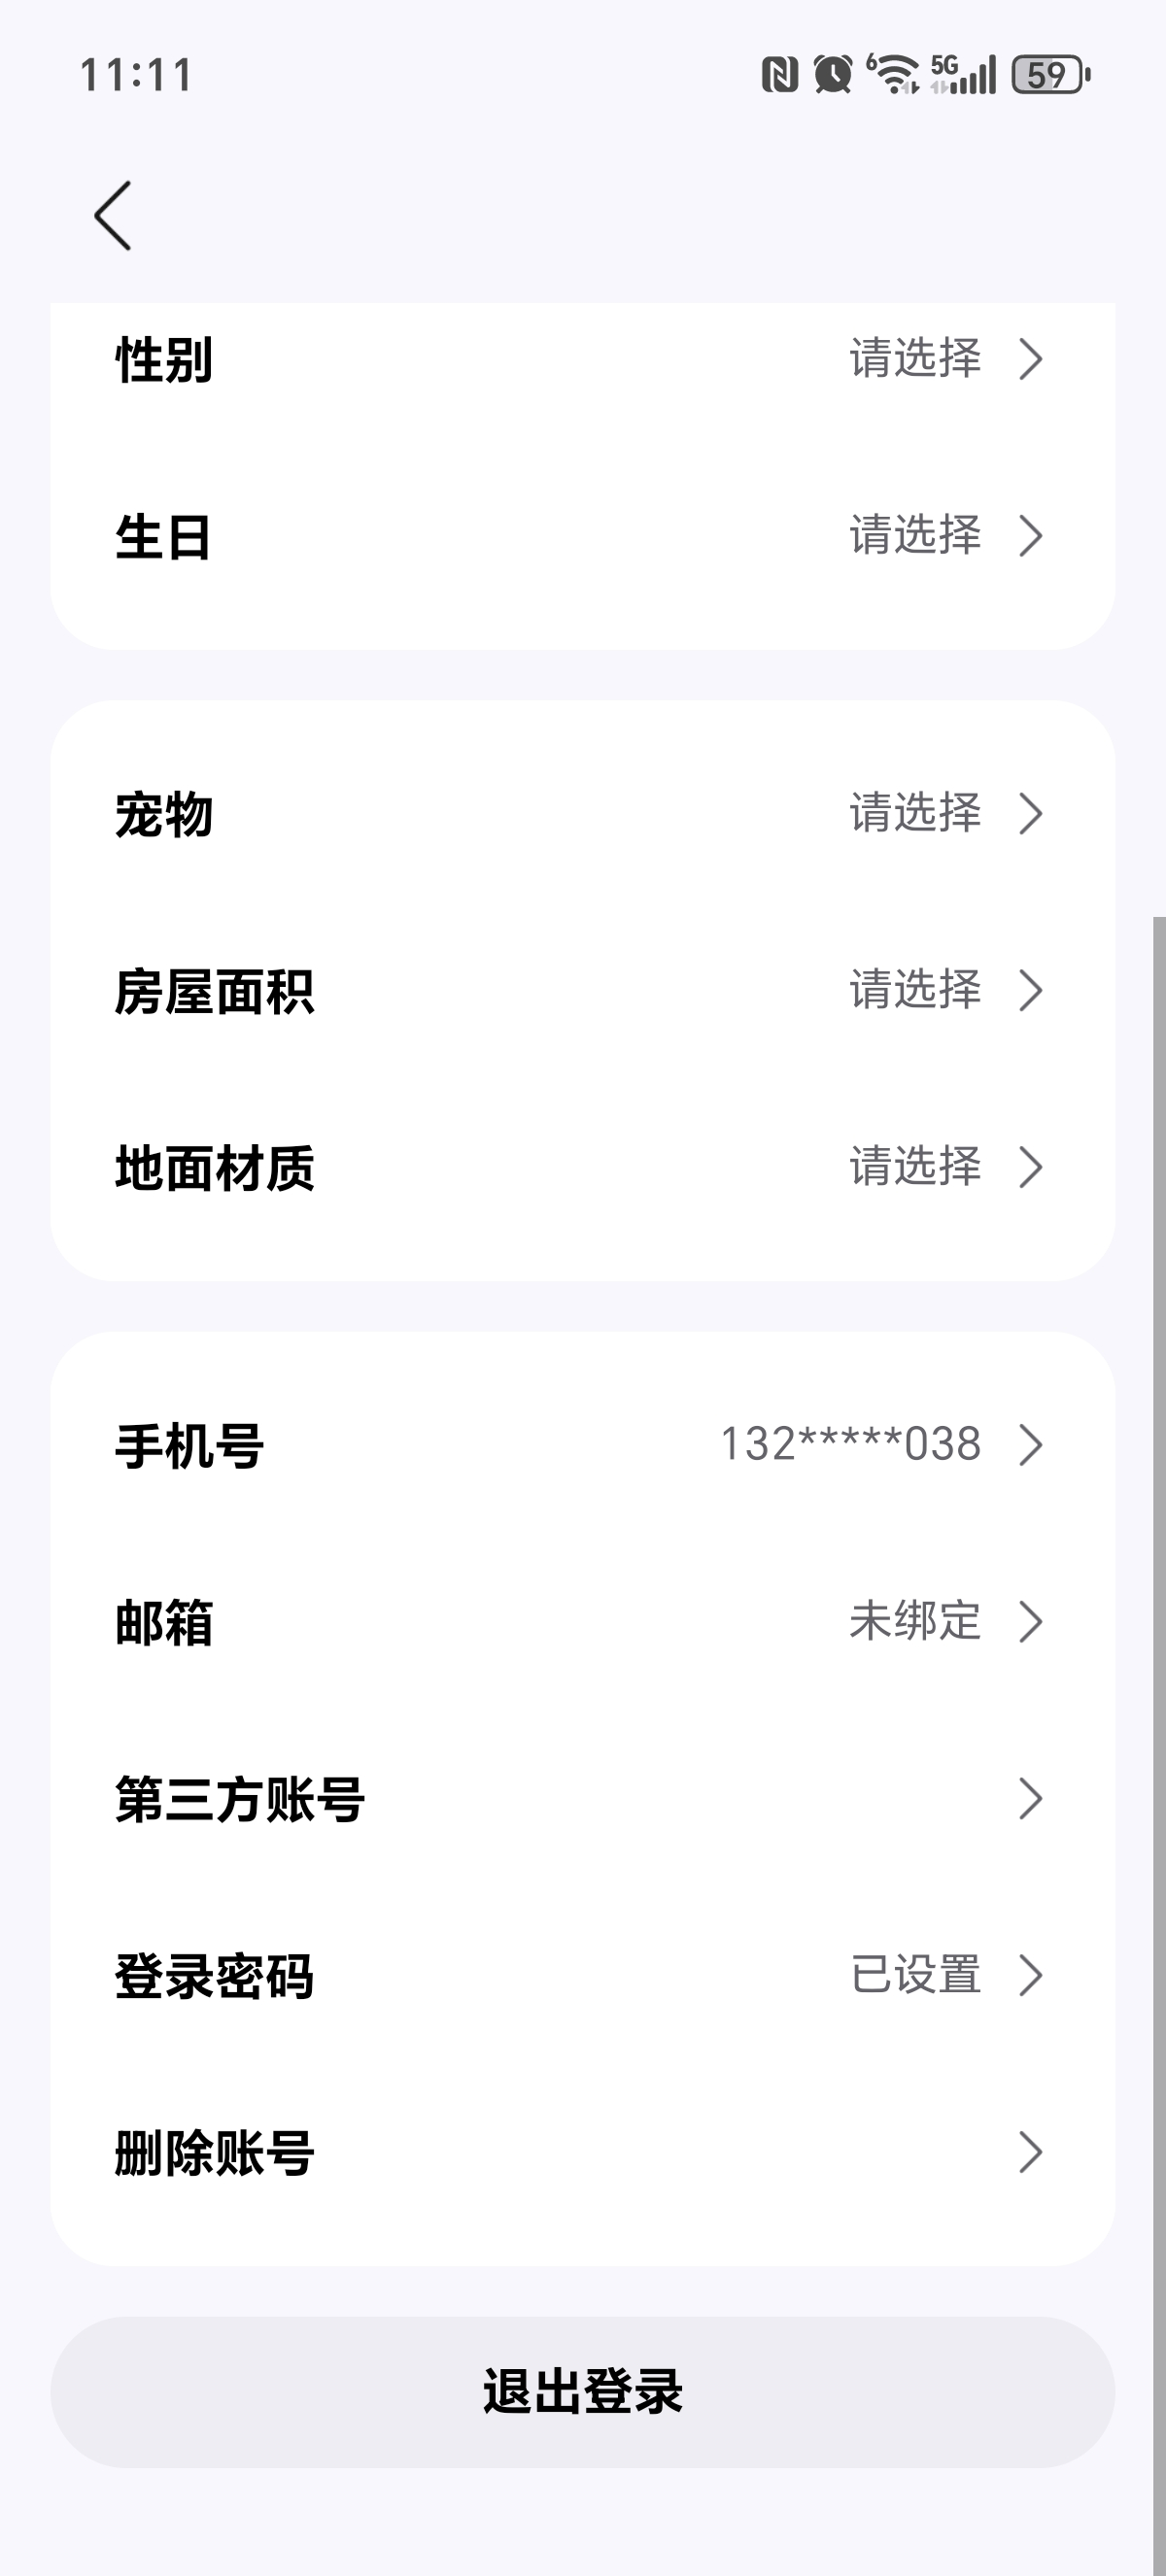 11:11
6
5G
59
性别 请选择
生日 请选择
宠物 请选择
房屋面积 请选择
地面材质 请选择
手机号 132*****038
邮箱 未绑定
第三方账号
登录密码 已设置
删除账号
退出登录